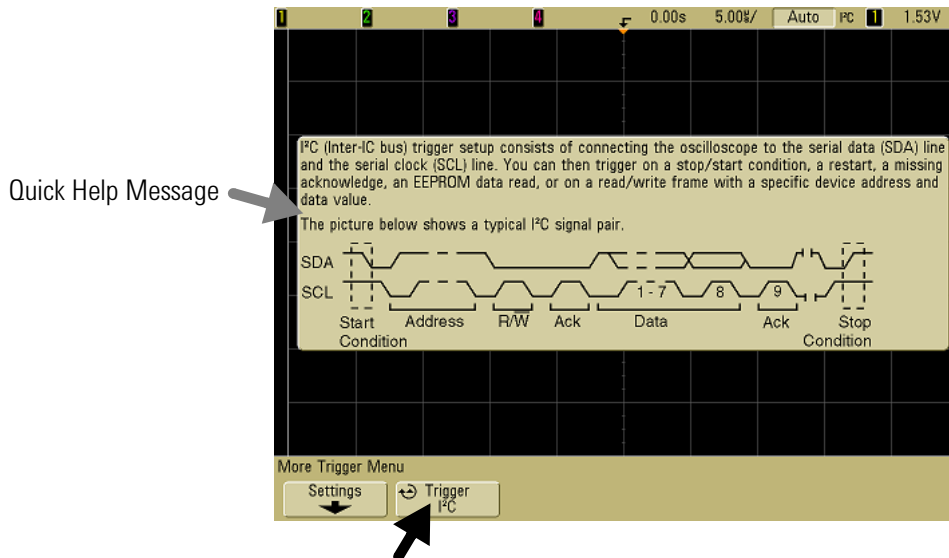 1 2 3 4 0.00s 5.00%/ Auto I²C 1 1.53V
I²C (Inter-IC bus) trigger setup consists of connecting the oscilloscope to the serial data (SDA) line
and the serial clock (SCL) line. You can then trigger on a stop/start condition, a restart, a missing
acknowledge, an EEPROM data read, or on a read/write frame with a specific device address and
data value.
Quick Help Message
The picture below shows a typical I²C signal pair.
SDA
SCL 1 - 7 8 9
Start Address R/W̅ Ack Data Ack Stop
Condition Condition
More Trigger Menu
Settings Trigger
I²C